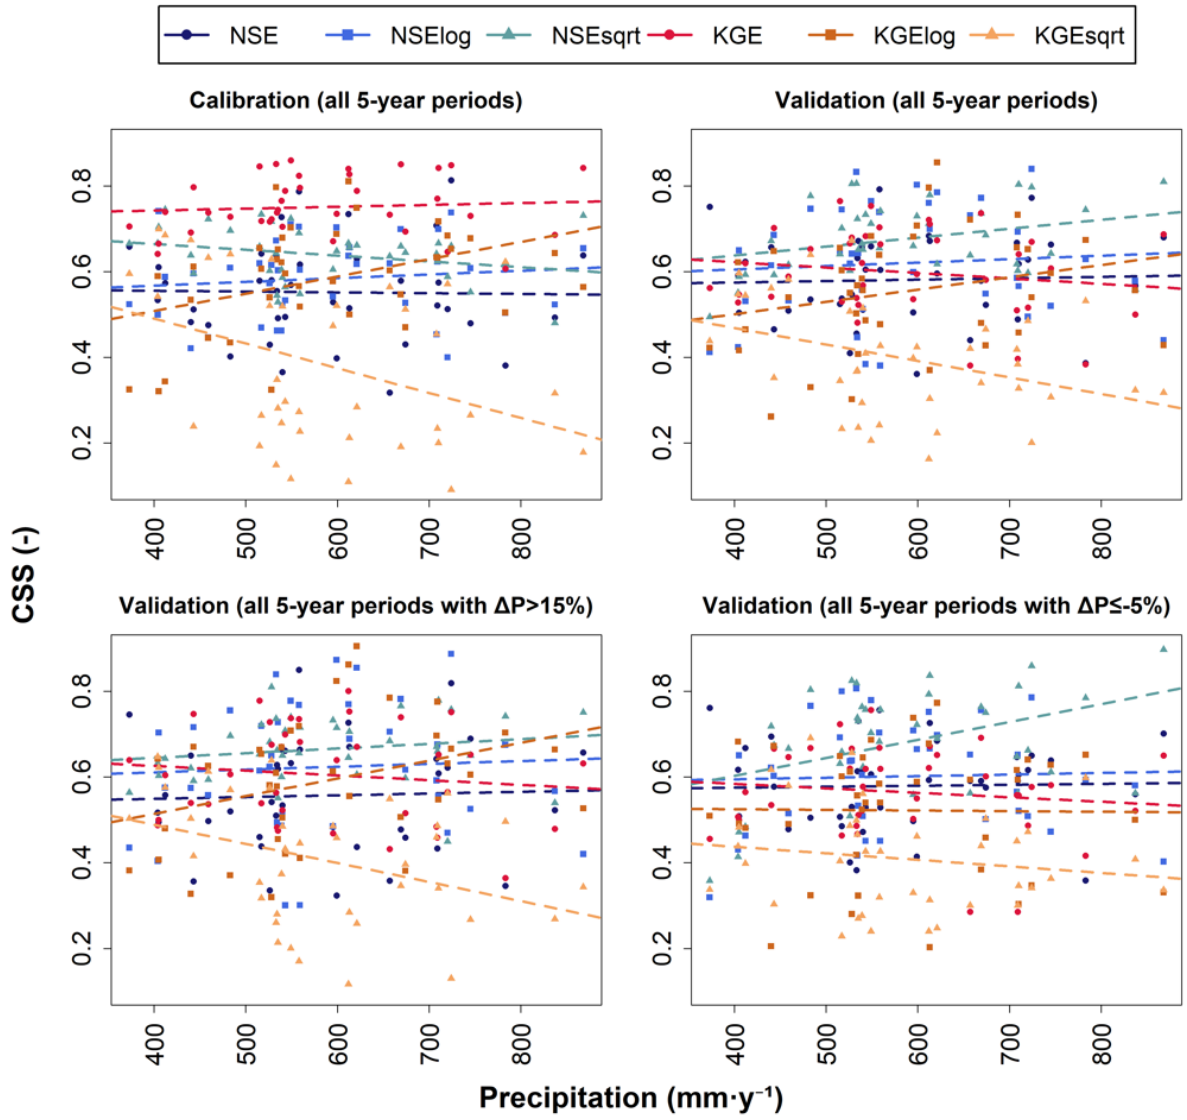 NSE NSElog NSEsqrt KGE KGElog KGEsqrt
Calibration (all 5-year periods)
Validation (all 5-year periods)
0.2 0.4 0.6 0.8
400 500 600 700 800
0.2 0.4 0.6 0.8
400 500 600 700 800
CSS (-)
Validation (all 5-year periods with ΔP>15%)
Validation (all 5-year periods with ΔP≤-5%)
0.2 0.4 0.6 0.8
400 500 600 700 800
0.2 0.4 0.6 0.8
400 500 600 700 800
Precipitation (mm·y⁻¹)